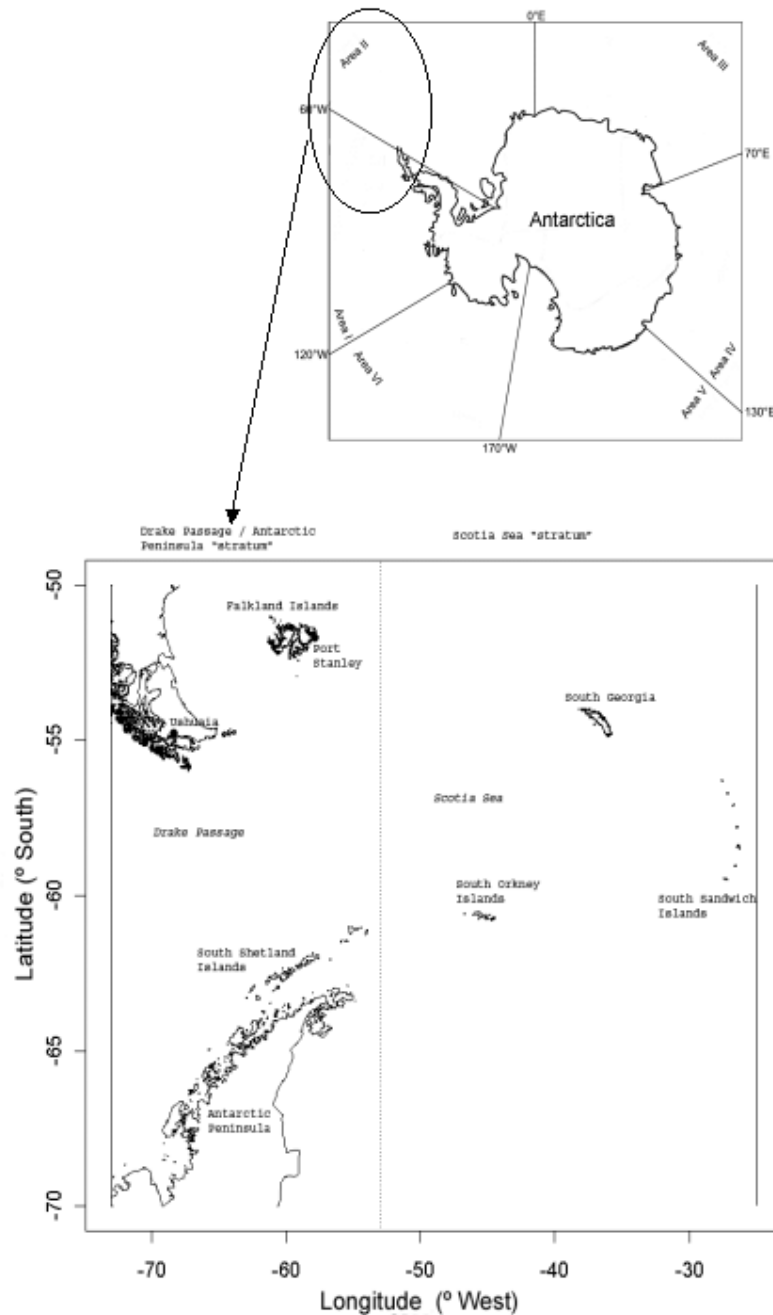 0°E
Area II
Area III
60°W
70°E
Antarctica
Area I
Area VI
120°W
Area IV
Area V
130°E
170°W
Drake Passage / Antarctic
Peninsula "stratum"
Scotia Sea "stratum"
-50
-55
-60
-65
-70
Latitude (º South)
Falkland Islands
Port
Stanley
Ushuaia
South Georgia
Scotia Sea
Drake Passage
South Orkney
Islands
South Sandwich
Islands
South Shetland
Islands
Antarctic
Peninsula
-70
-60
-50
-40
-30
Longitude (º West)